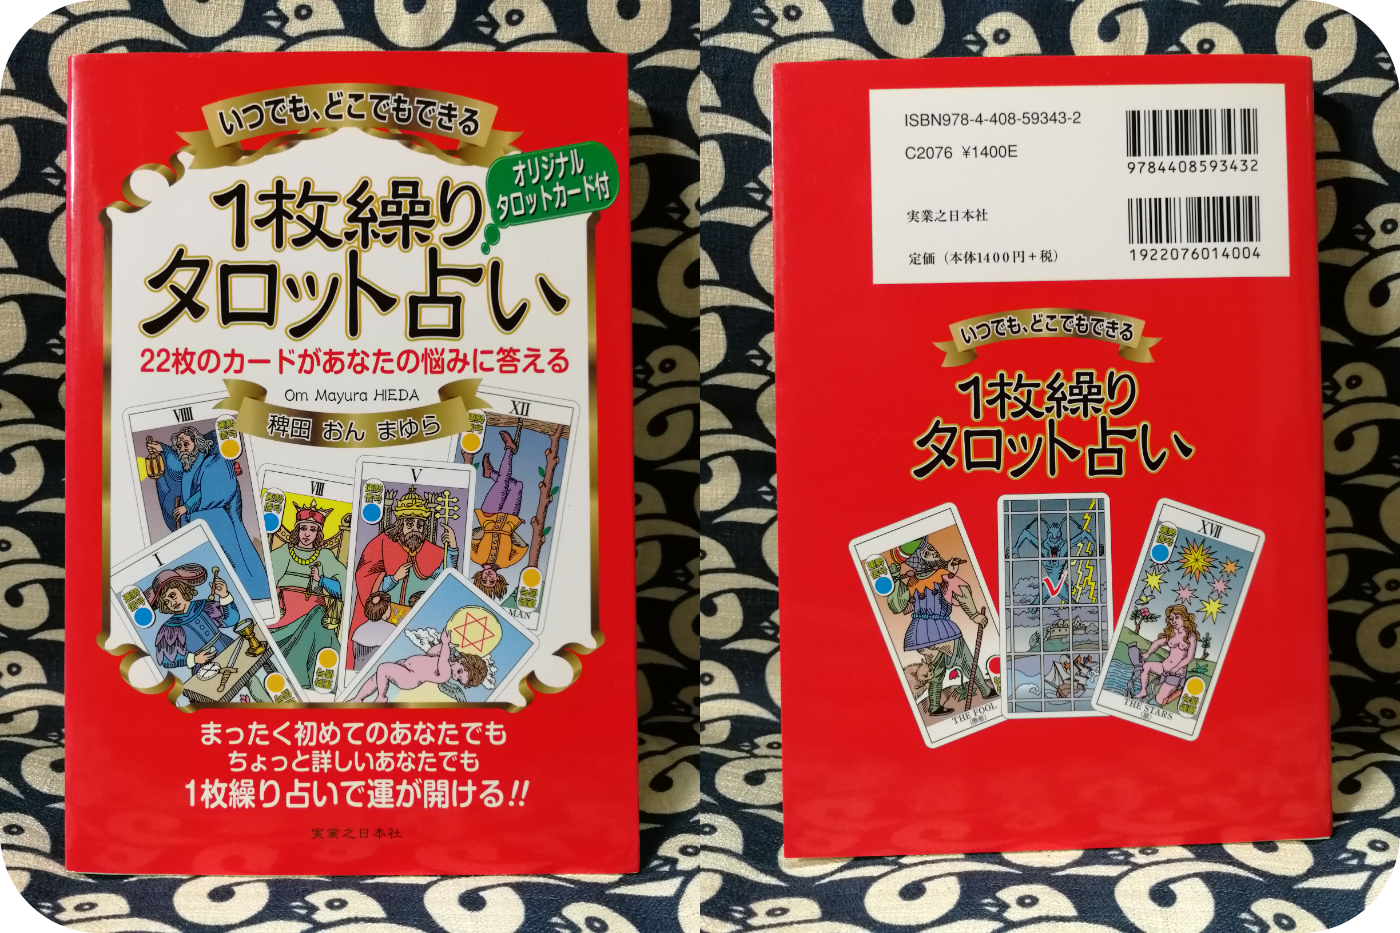 いつでも、どこでもできる
オリジナル
タロットカード付
1枚繰り
タロット占い
22枚のカードがあなたの悩みに答える
Om Mayura HIEDA
稗田 おん まゆら
VIIII
XII
VIII
V
I
MAN
まったく初めてのあなたでも
ちょっと詳しいあなたでも
1枚繰り占いで運が開ける!!
実業之日本社
ISBN978-4-408-59343-2
C2076 ¥1400E
9784408593432
実業之日本社
定価（本体1400円+税）
1922076014004
いつでも、どこでもできる
1枚繰り
タロット占い
XVII
THE FOOL
THE STARS